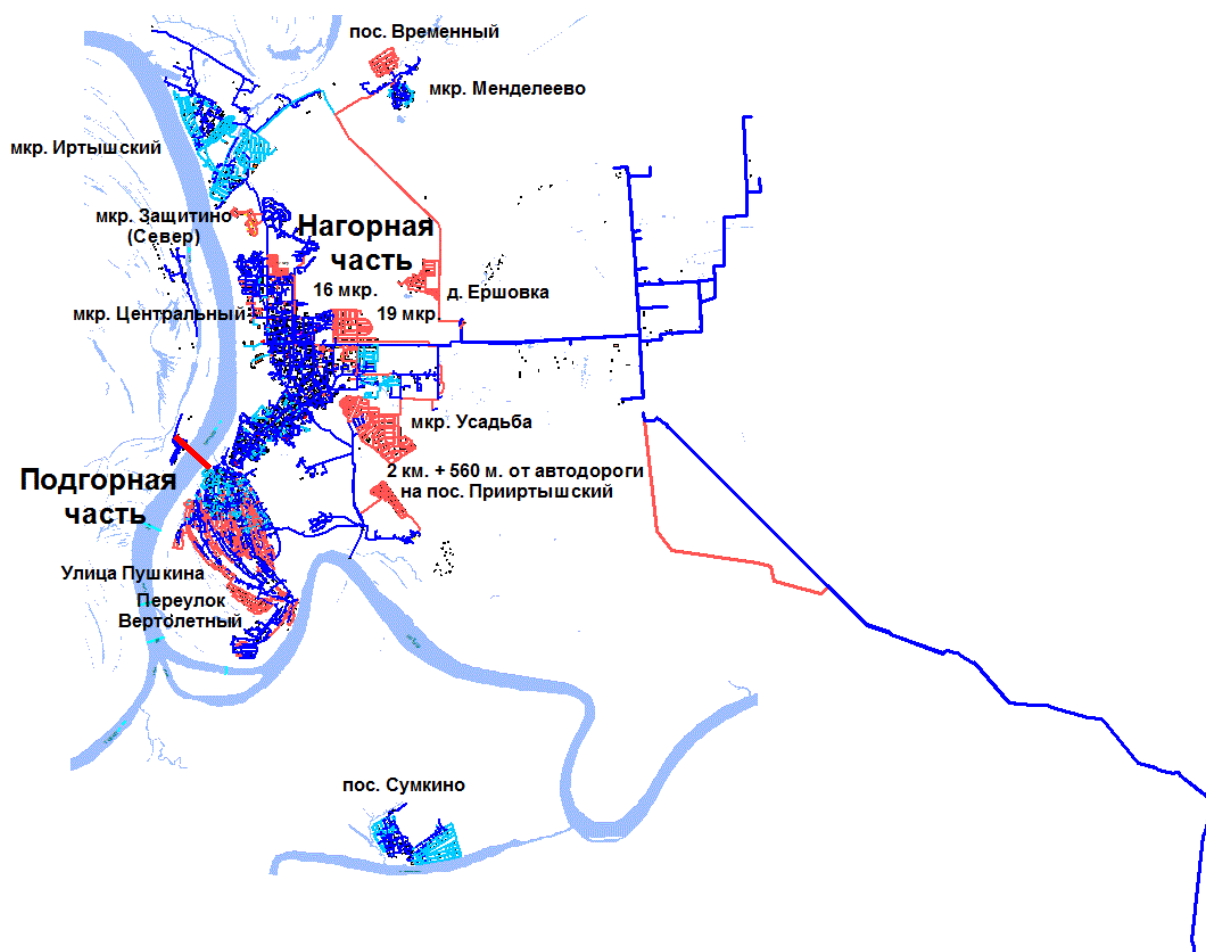 пос. Временный
мкр. Менделеево
мкр. Иртышский
мкр. Защитино
(Север)
Нагорная
часть
16 мкр.
д. Ершовка
мкр. Центральный
19 мкр.
мкр. Усадьба
2 км. + 560 м. от автодороги
на пос. Прииртышский
Подгорная
часть
Улица Пушкина
Переулок
Вертолетный
пос. Сумкино